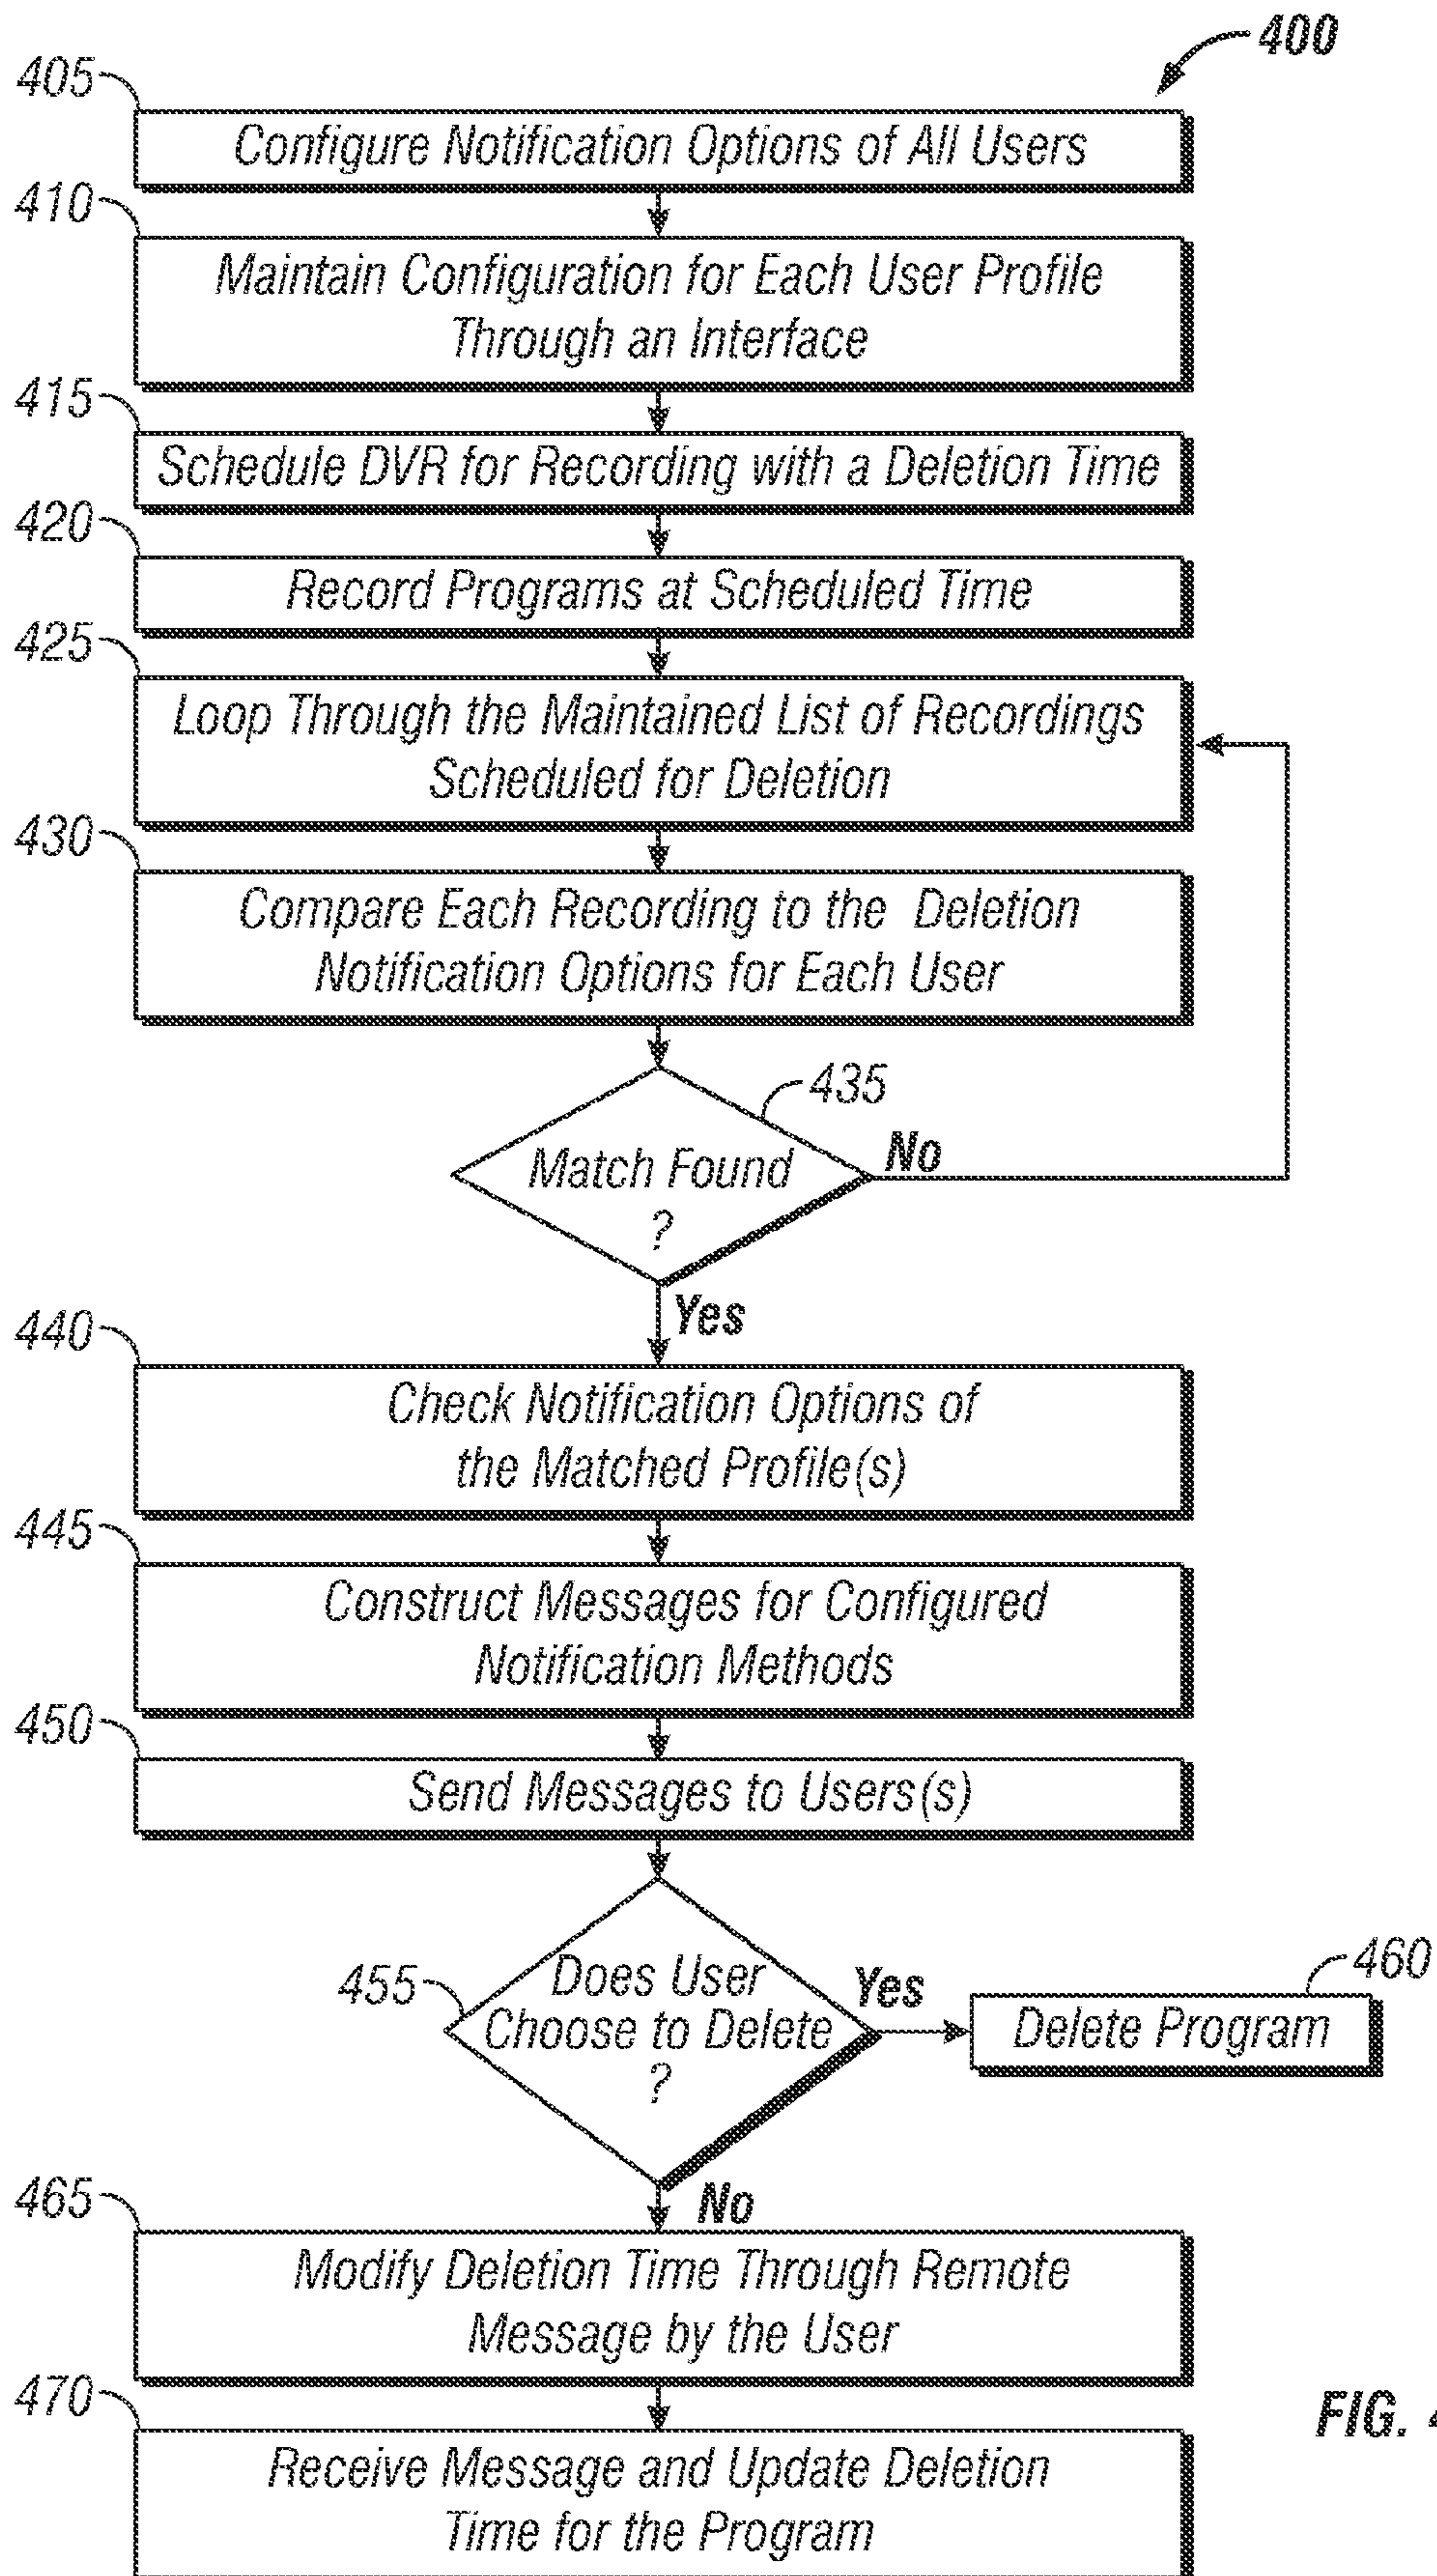 400
405
Configure Notification Options of All Users
410
Maintain Configuration for Each User Profile
Through an Interface
415
Schedule DVR for Recording with a Deletion Time
420
Record Programs at Scheduled Time
425
Loop Through the Maintained List of Recordings
Scheduled for Deletion
430
Compare Each Recording to the Deletion
Notification Options for Each User
435
Match Found
?
No
Yes
440
Check Notification Options of
the Matched Profile(s)
445
Construct Messages for Configured
Notification Methods
450
Send Messages to Users(s)
455
Does User
Choose to Delete
?
Yes
460
Delete Program
No
465
Modify Deletion Time Through Remote
Message by the User
470
Receive Message and Update Deletion
Time for the Program
FIG.